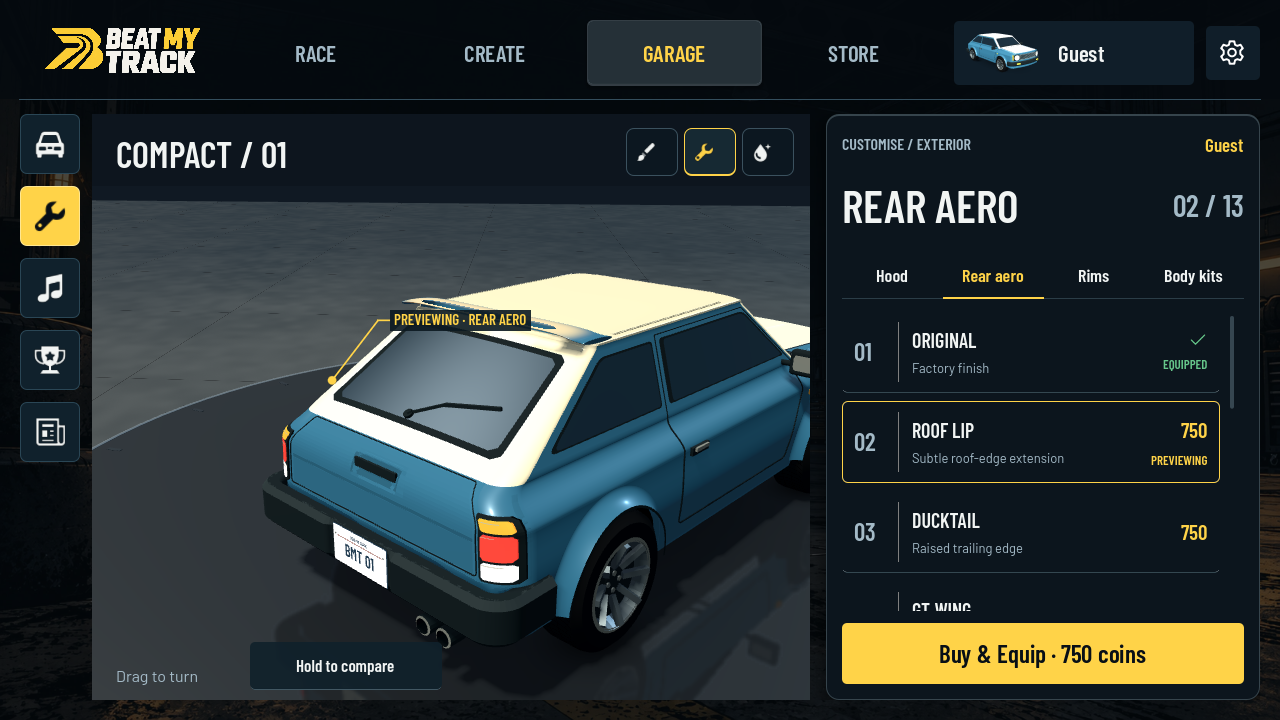 BEAT MY
TRACK
RACE
CREATE
GARAGE
STORE
Guest
COMPACT / 01
PREVIEWING · REAR AERO
BMT 01
Drag to turn
Hold to compare
CUSTOMISE / EXTERIOR
Guest
REAR AERO
02 / 13
Hood
Rear aero
Rims
Body kits
01
ORIGINAL
Factory finish
EQUIPPED
02
ROOF LIP
Subtle roof-edge extension
750
PREVIEWING
03
DUCKTAIL
Raised trailing edge
750
GT WING
Buy & Equip · 750 coins